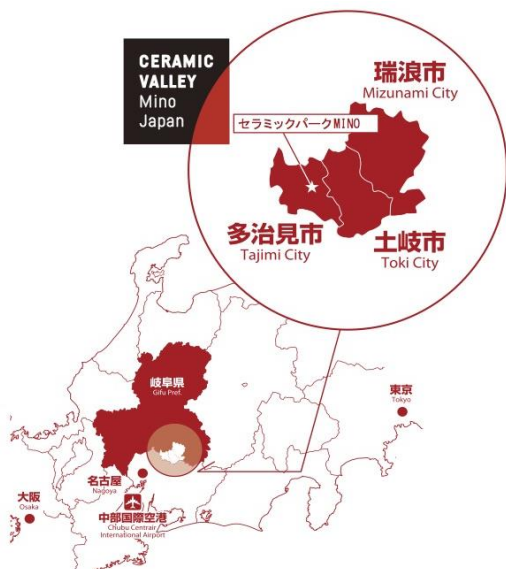 CERAMIC
VALLEY
Mino
Japan
瑞浪市
Mizunami City
セラミックパークMINO
多治見市
Tajimi City
土岐市
Toki City
岐阜県
Gifu Pref.
東京
Tokyo
名古屋
Nagoya
大阪
Osaka
中部国際空港
Chubu Centrair
International Airport